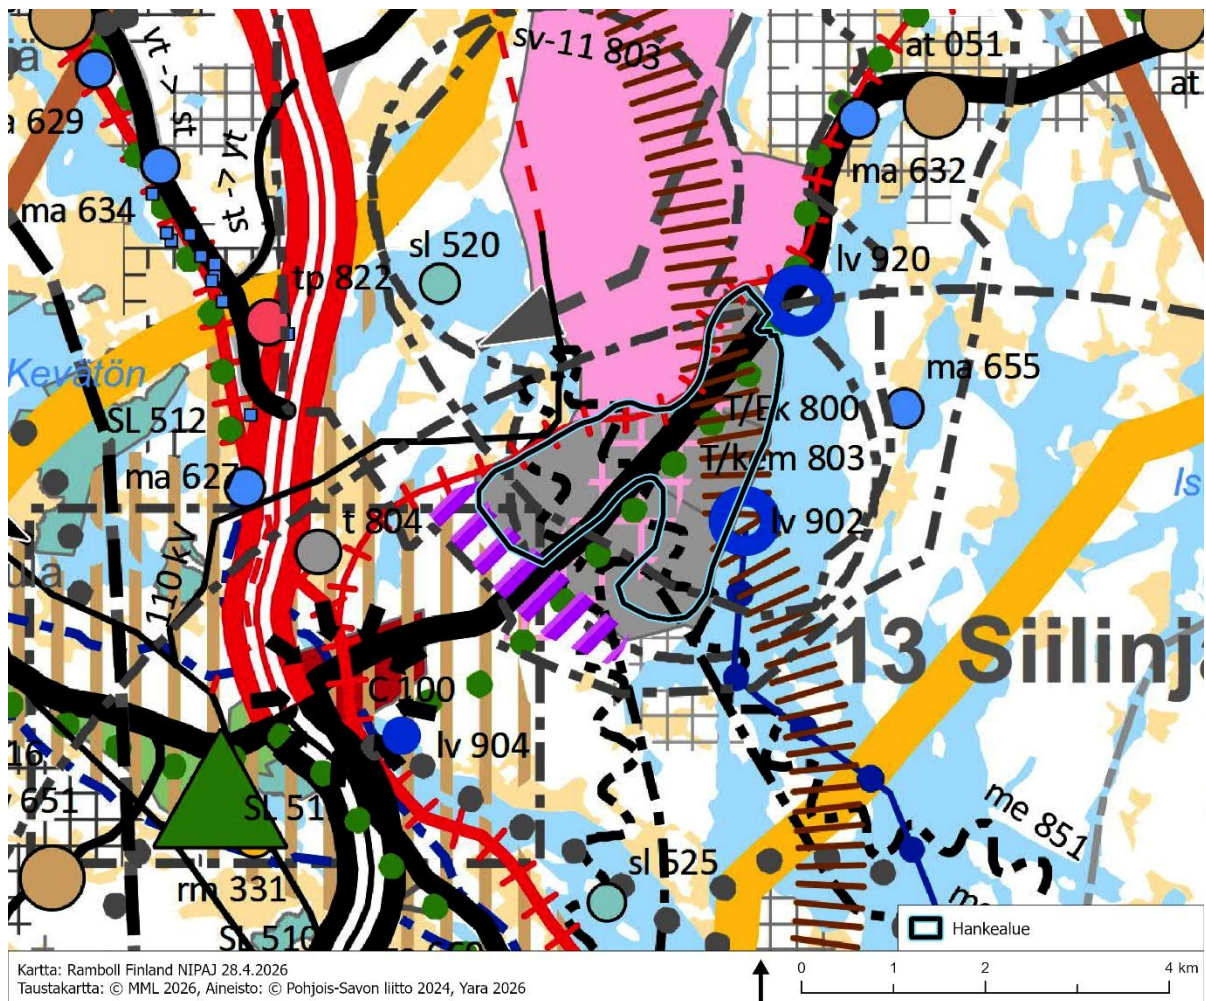 sv-11 803
at 051
at
629
yt ->
st
st -> yt
ma 632
ma 634
sl 520
lv 920
tp 822
Kevätön
ma 655
SL 512
T/Ek 800
T/kem 803
ma 627
Is
lv 902
t 804
110 kV
13 Siilinjä
C 100
lv 904
16
651
SL 51
me 851
sl 525
rm 331
SL 510
Hankealue
Kartta: Ramboll Finland NIPAJ 28.4.2026
Taustakartta: © MML 2026, Aineisto: © Pohjois-Savon liitto 2024, Yara 2026
0 1 2 4 km